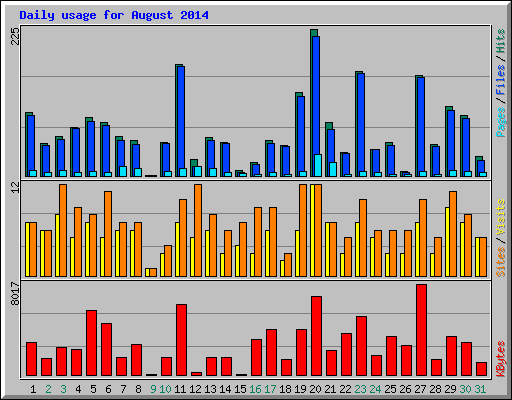 Daily usage for August 2014
225
Pages / Files / Hits
12
Sites / Visits
8017
KBytes
1 2 3 4 5 6 7 8 9 10 11 12 13 14 15 16 17 18 19 20 21 22 23 24 25 26 27 28 29 30 31